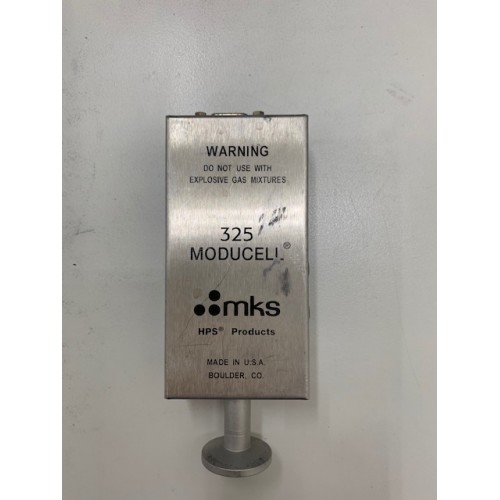 WARNING
DO NOT USE WITH
EXPLOSIVE GAS MIXTURES
325
MODUCELL®
mks
HPS® Products
MADE IN U.S.A.
BOULDER, CO.